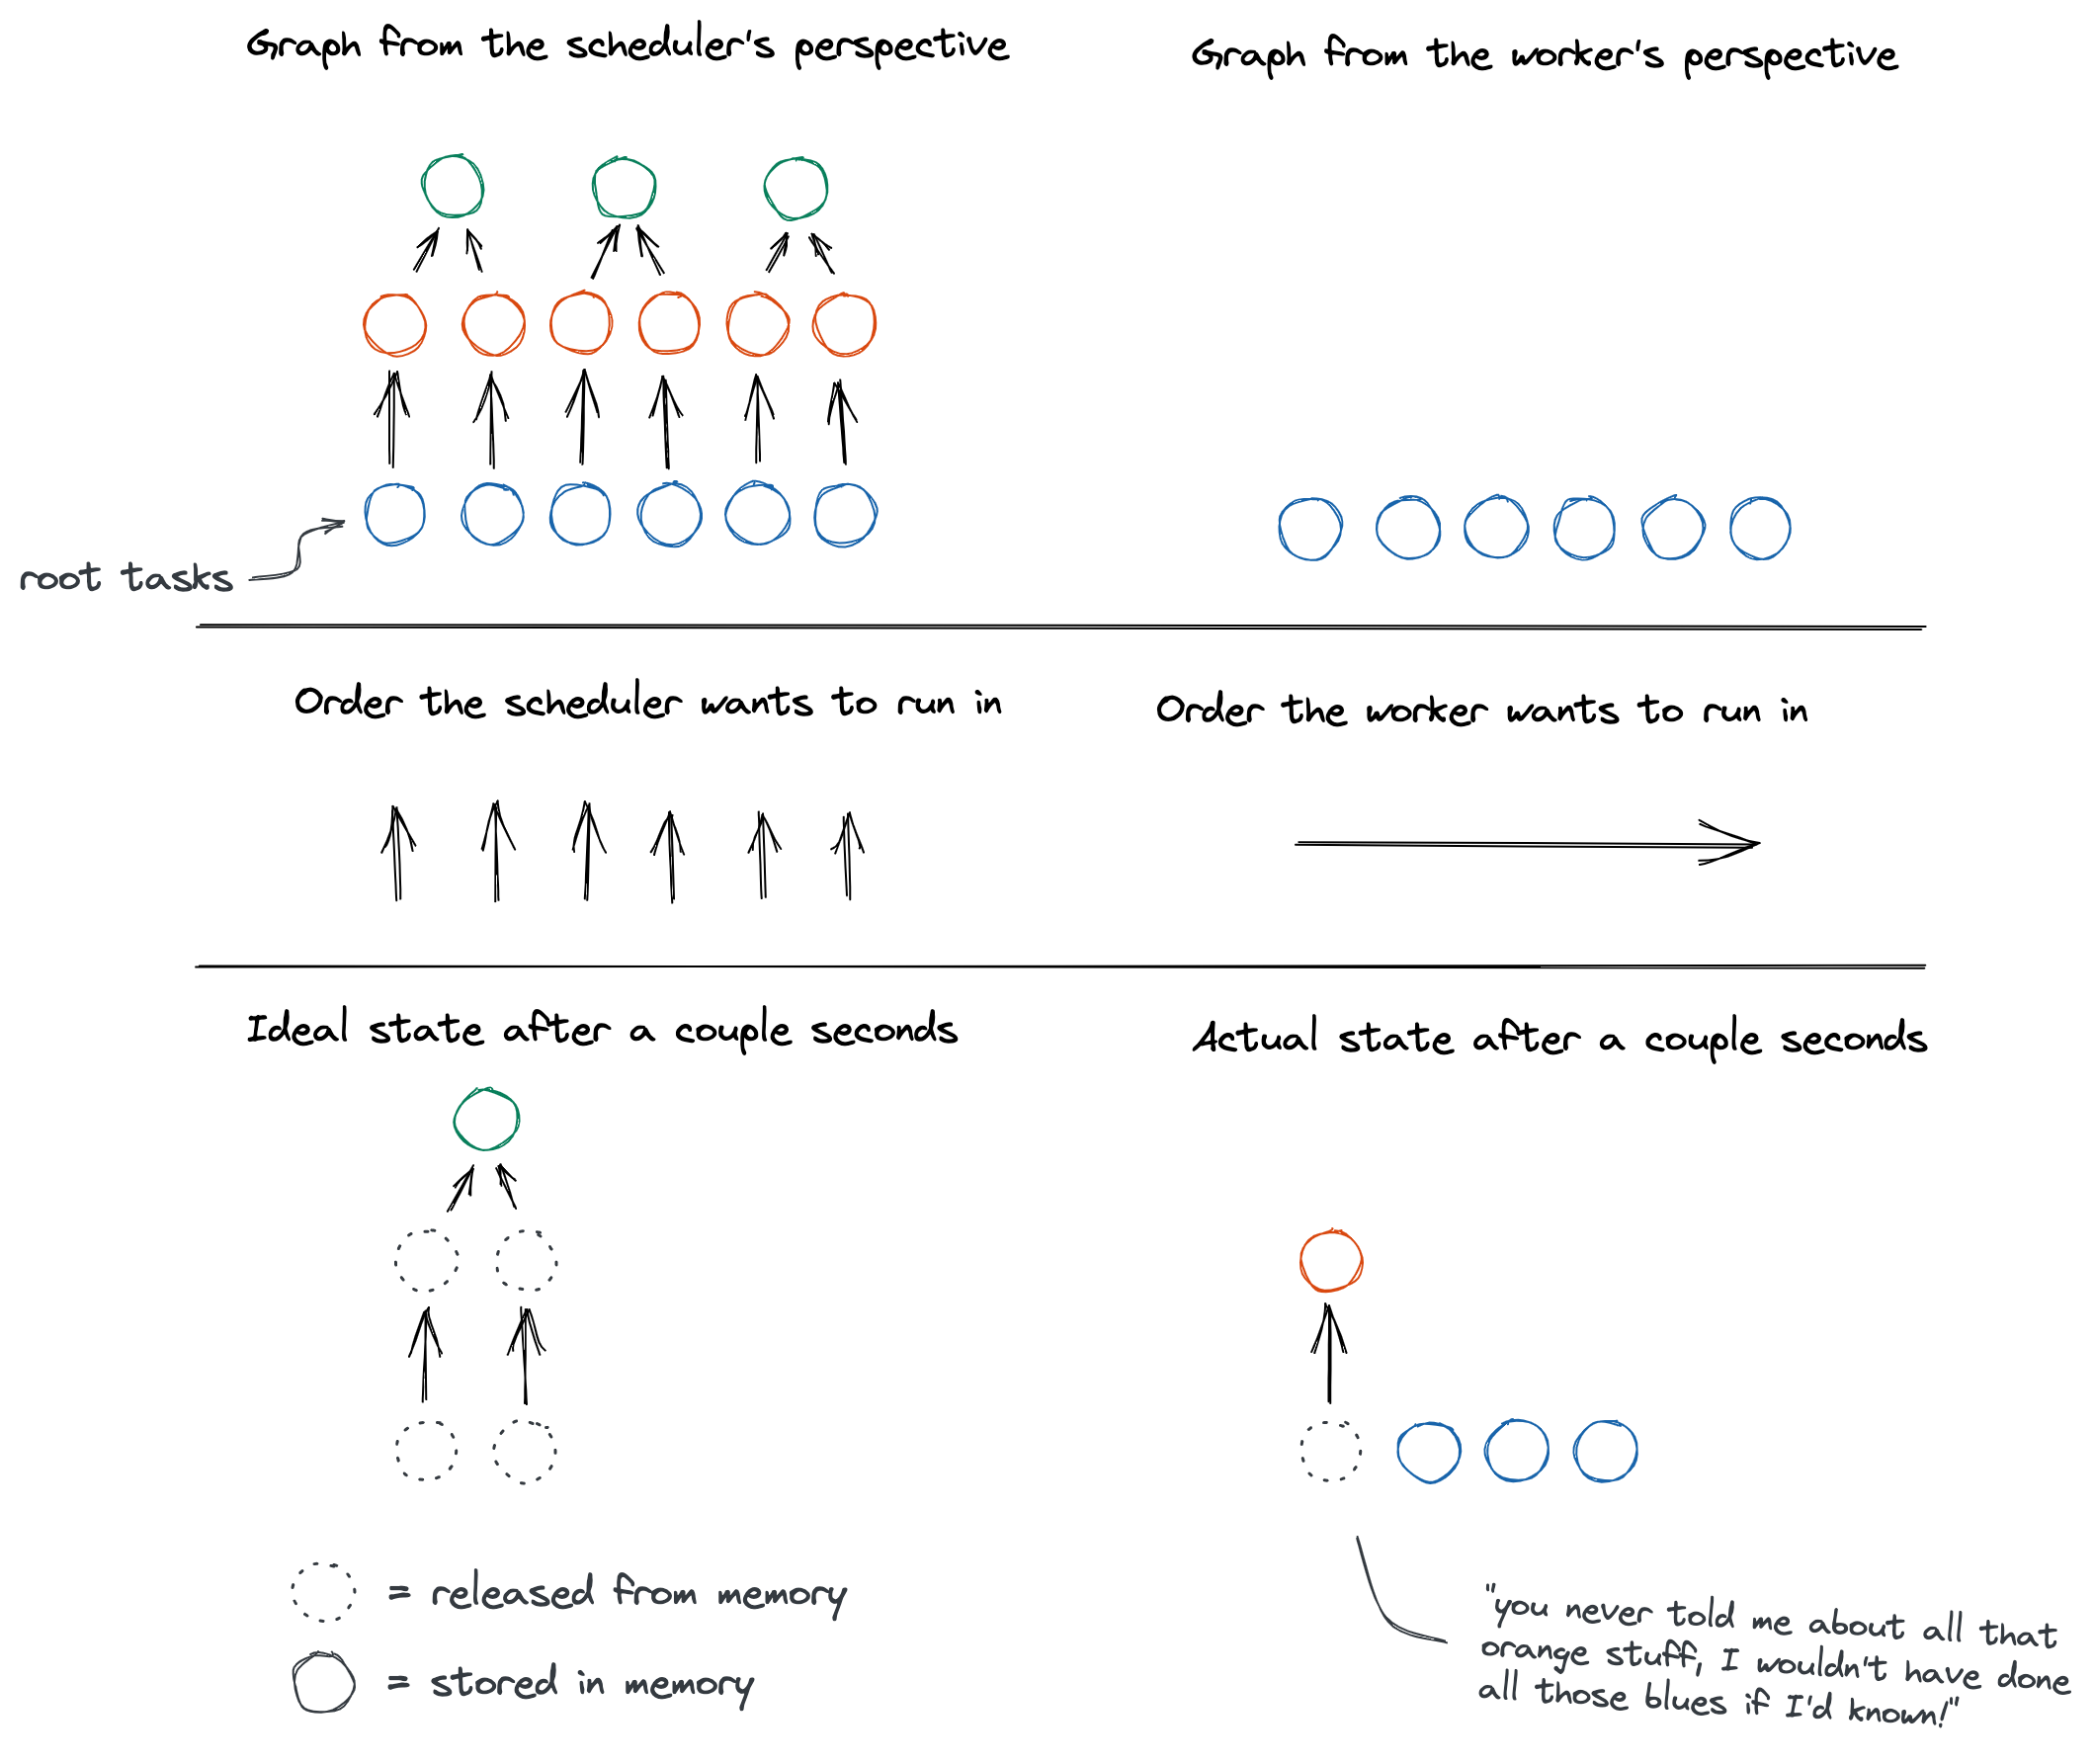 Graph from the scheduler's perspective
Graph from the worker's perspective
root tasks
Order the scheduler wants to run in
Order the worker wants to run in
Ideal state after a couple seconds
Actual state after a couple seconds
= released from memory
= stored in memory
"you never told me about all that
orange stuff, I wouldn't have done
all those blues if I'd known!"